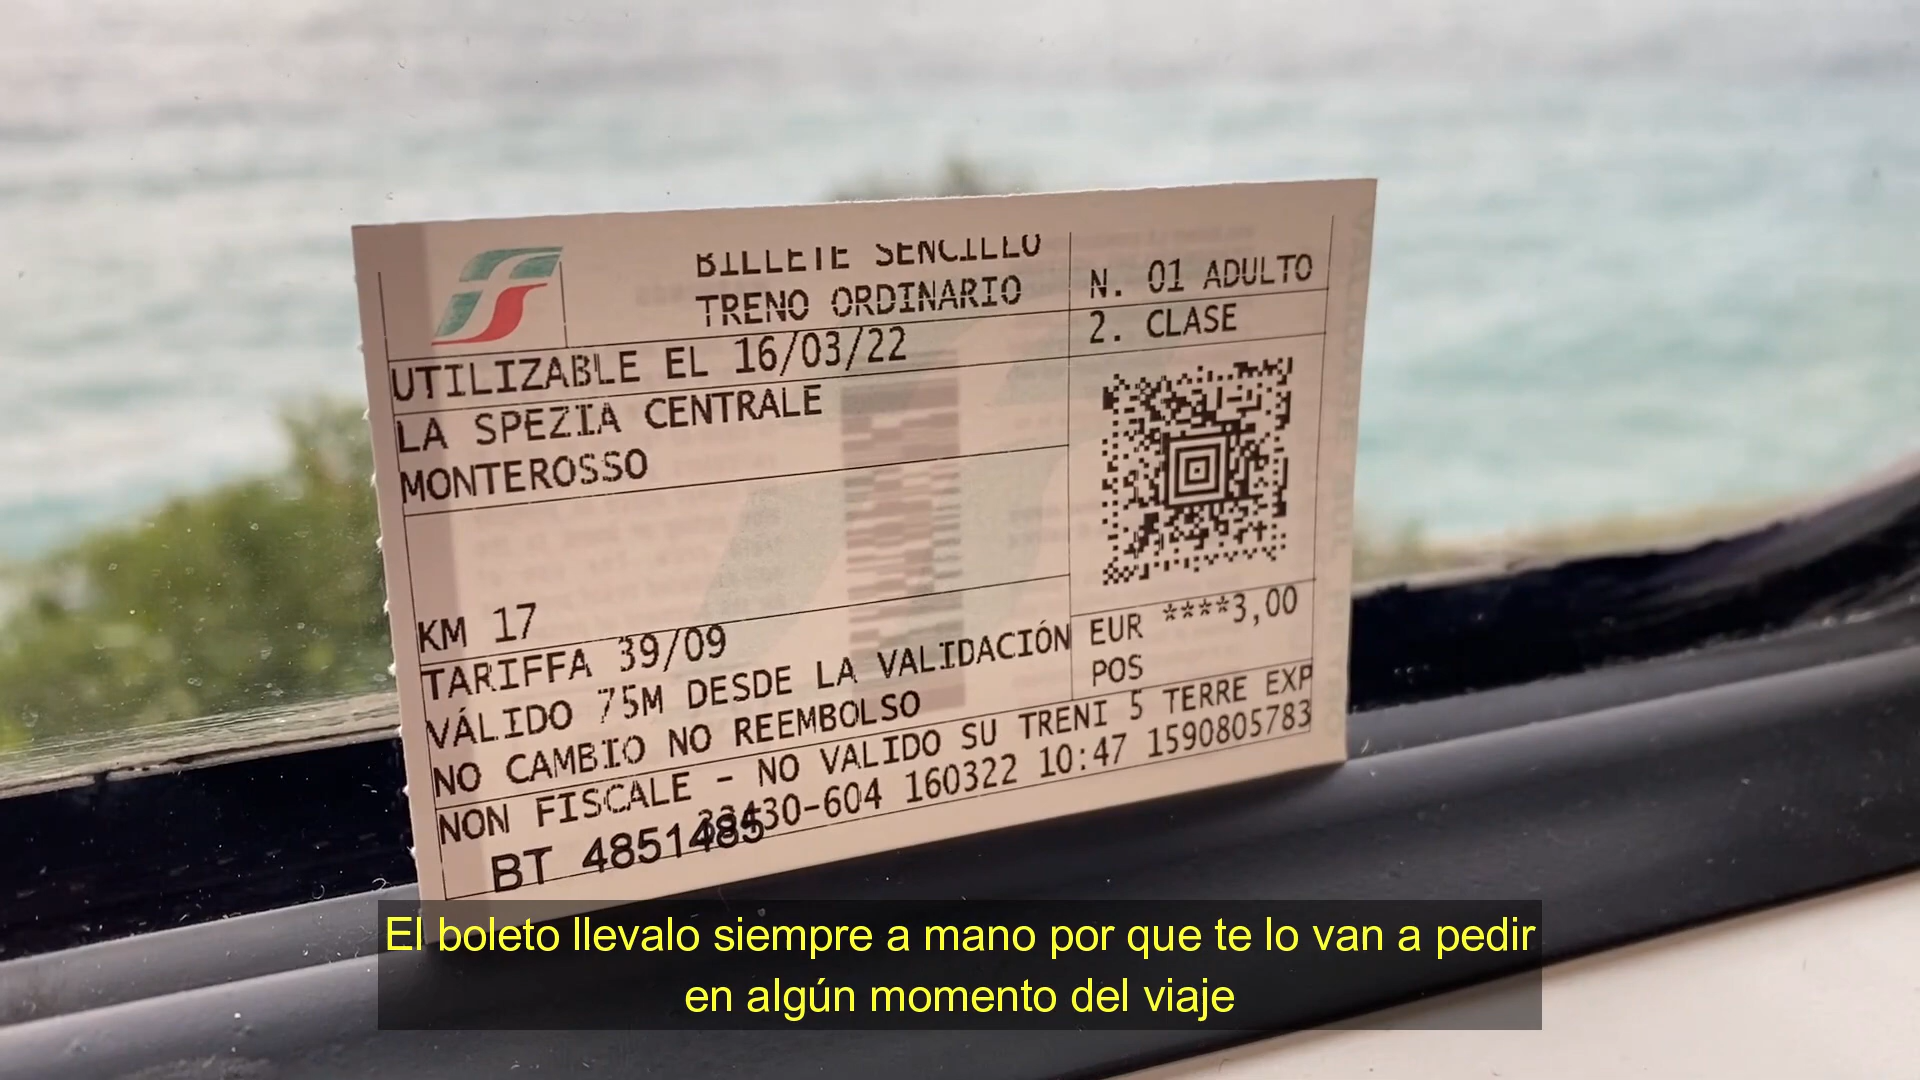 BILLETE SENCILLO
TRENO ORDINARIO
N. 01 ADULTO
2. CLASE
UTILIZABLE EL 16/03/22
LA SPEZIA CENTRALE
MONTEROSSO
KM 17
TARIFFA 39/09
VÁLIDO 75M DESDE LA VALIDACIÓN
EUR ****3,00
POS
NO CAMBIO NO REEMBOLSO
NON FISCALE - NO VALIDO SU TRENI 5 TERRE EXP
BT 4851485
160322 10:47 1590805783
El boleto llevalo siempre a mano por que te lo van a pedir
en algún momento del viaje